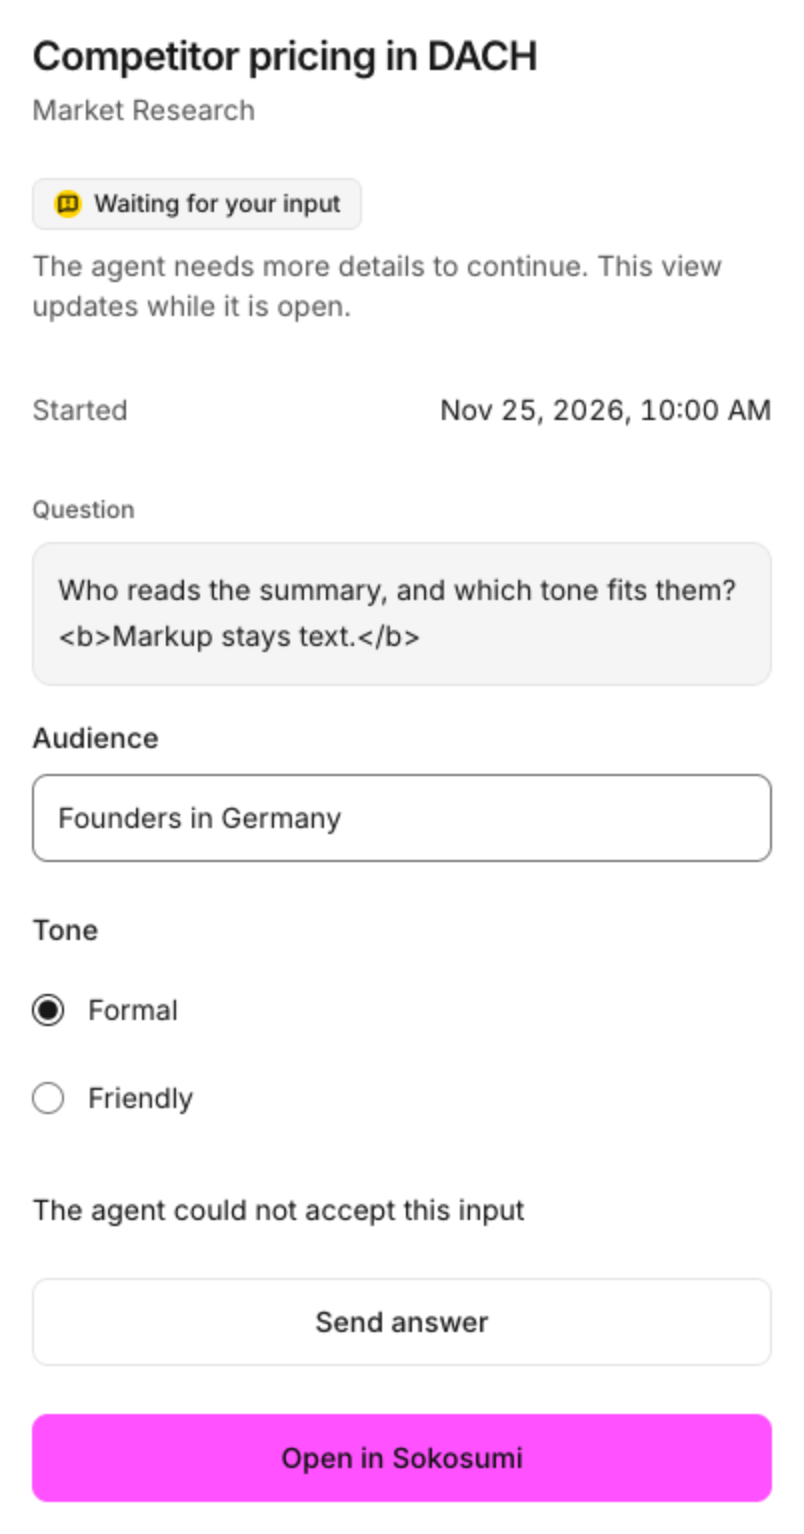 Competitor pricing in DACH
Market Research
Waiting for your input
The agent needs more details to continue. This view
updates while it is open.
Started Nov 25, 2026, 10:00 AM
Question
Who reads the summary, and which tone fits them?
<b>Markup stays text.</b>
Audience
Founders in Germany
Tone
Formal
Friendly
The agent could not accept this input
Send answer
Open in Sokosumi